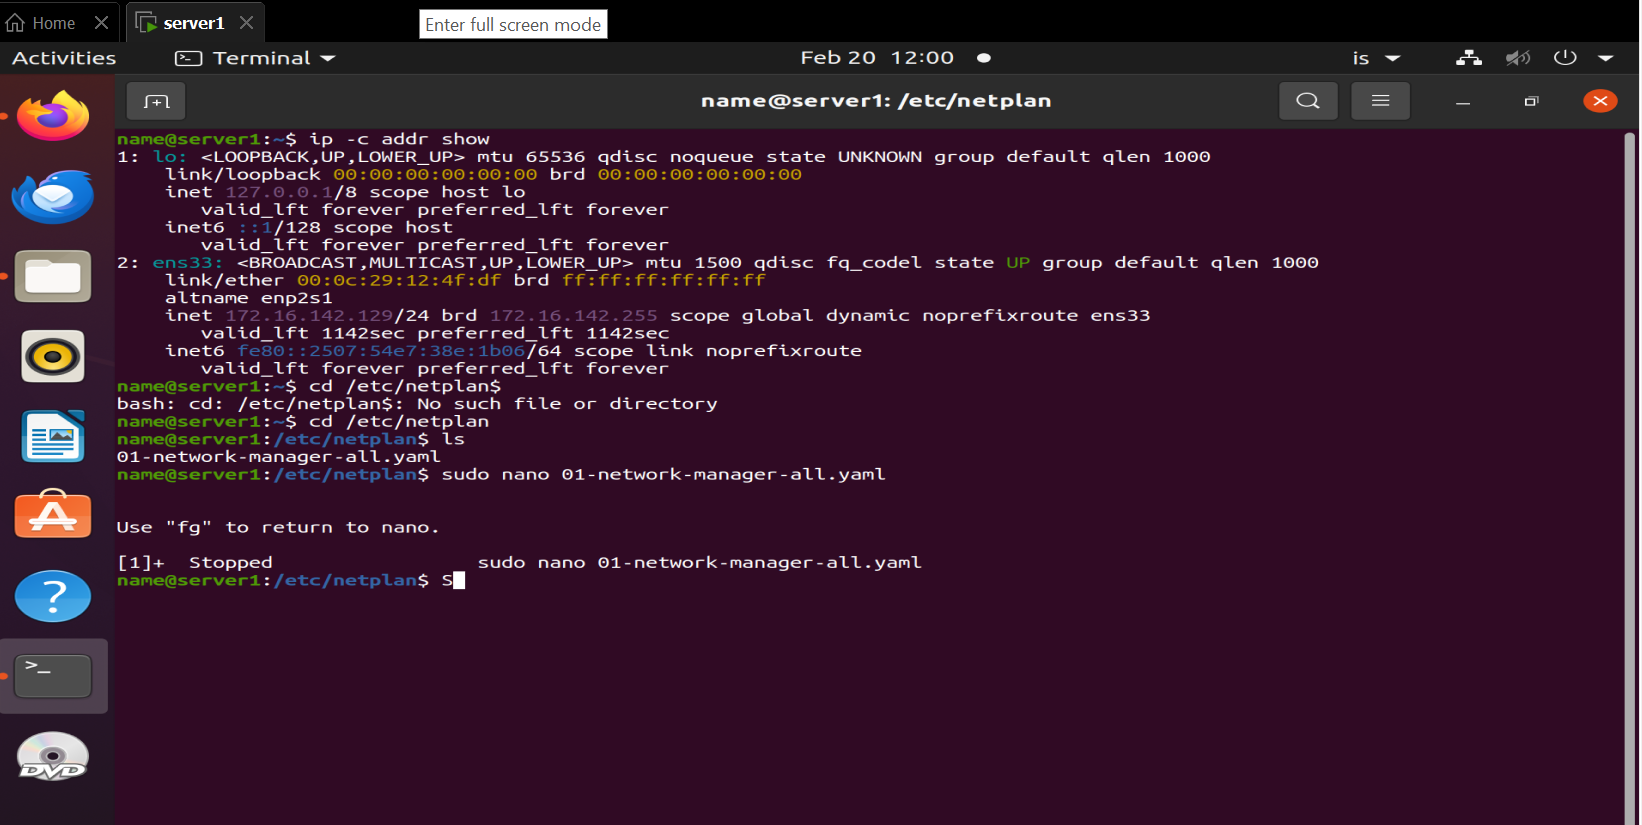 Home
server1
Enter full screen mode
Activities
Terminal
Feb 20 12:00
is
name@server1: /etc/netplan
name@server1:~$ ip -c addr show
1: lo: <LOOPBACK,UP,LOWER_UP> mtu 65536 qdisc noqueue state UNKNOWN group default qlen 1000
    link/loopback 00:00:00:00:00:00 brd 00:00:00:00:00:00
    inet 127.0.0.1/8 scope host lo
       valid_lft forever preferred_lft forever
    inet6 ::1/128 scope host
       valid_lft forever preferred_lft forever
2: ens33: <BROADCAST,MULTICAST,UP,LOWER_UP> mtu 1500 qdisc fq_codel state UP group default qlen 1000
    link/ether 00:0c:29:12:4f:df brd ff:ff:ff:ff:ff:ff
    altname enp2s1
    inet 172.16.142.129/24 brd 172.16.142.255 scope global dynamic noprefixroute ens33
       valid_lft 1142sec preferred_lft 1142sec
    inet6 fe80::2507:54e7:38e:1b06/64 scope link noprefixroute
       valid_lft forever preferred_lft forever
name@server1:~$ cd /etc/netplan$
bash: cd: /etc/netplan$: No such file or directory
name@server1:~$ cd /etc/netplan
name@server1:/etc/netplan$ ls
01-network-manager-all.yaml
name@server1:/etc/netplan$ sudo nano 01-network-manager-all.yaml
Use "fg" to return to nano.
[1]+  Stopped                 sudo nano 01-network-manager-all.yaml
name@server1:/etc/netplan$ S
DVD